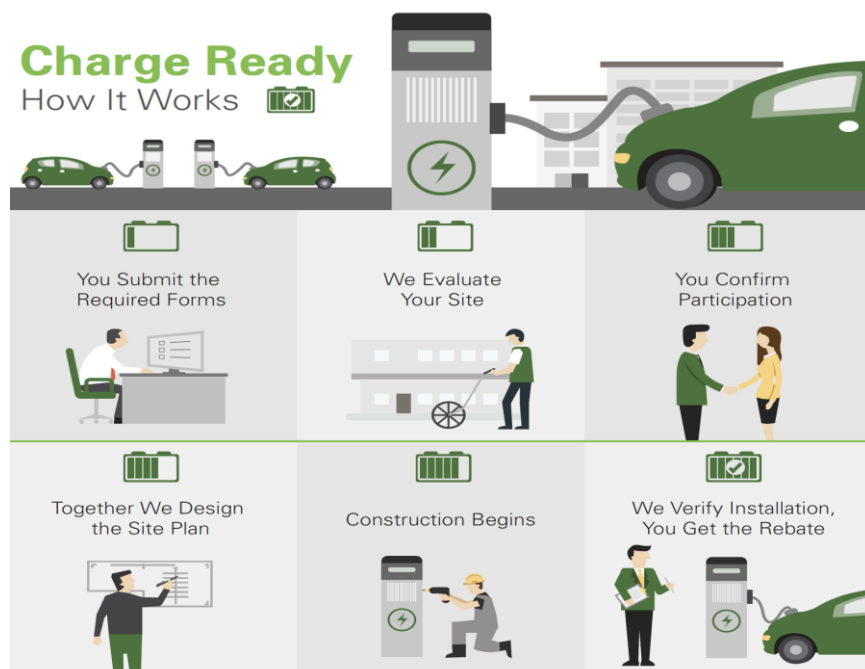 Charge Ready
How It Works
You Submit the
Required Forms
We Evaluate
Your Site
You Confirm
Participation
Together We Design
the Site Plan
Construction Begins
We Verify Installation,
You Get the Rebate